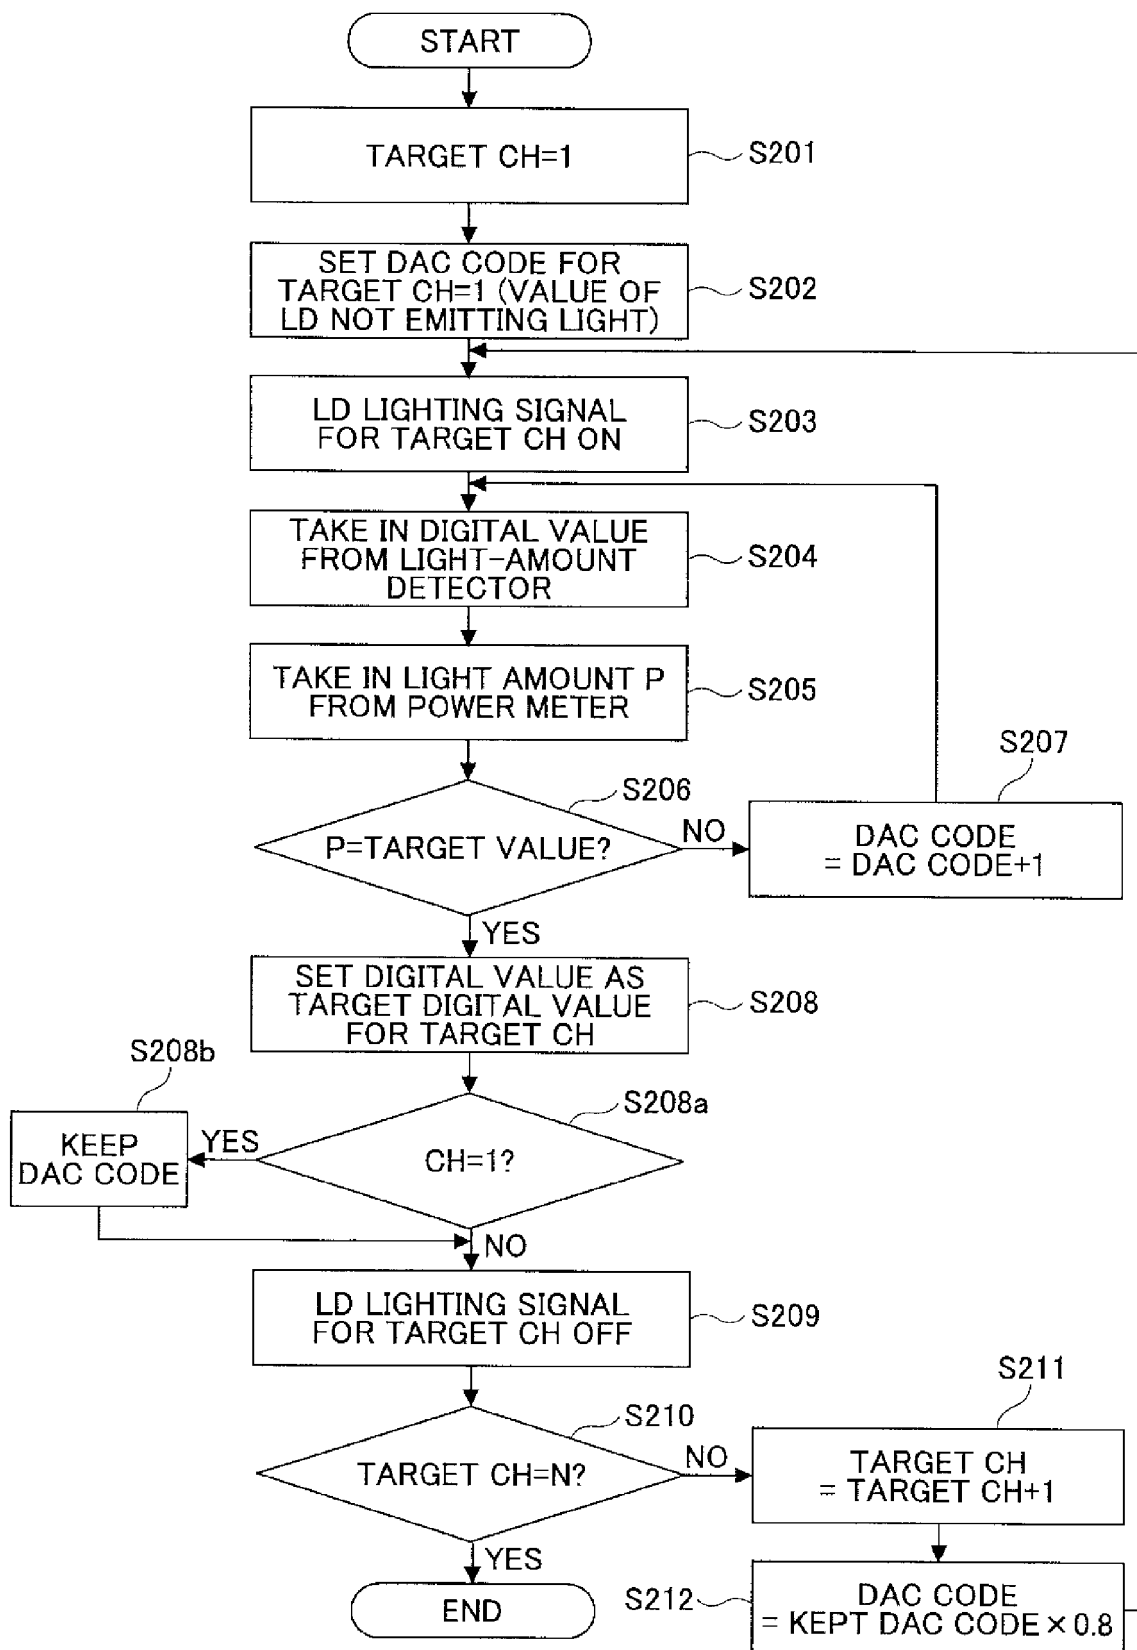 START
TARGET CH=1
S201
SET DAC CODE FOR
TARGET CH=1 (VALUE OF
LD NOT EMITTING LIGHT)
S202
LD LIGHTING SIGNAL
FOR TARGET CH ON
S203
TAKE IN DIGITAL VALUE
FROM LIGHT-AMOUNT
DETECTOR
S204
TAKE IN LIGHT AMOUNT P
FROM POWER METER
S205
S206
P=TARGET VALUE?
NO
S207
DAC CODE
= DAC CODE+1
YES
SET DIGITAL VALUE AS
TARGET DIGITAL VALUE
FOR TARGET CH
S208
S208b
KEEP
DAC CODE
YES
S208a
CH=1?
NO
LD LIGHTING SIGNAL
FOR TARGET CH OFF
S209
S210
TARGET CH=N?
NO
S211
TARGET CH
= TARGET CH+1
YES
END
S212
DAC CODE
= KEPT DAC CODE × 0.8